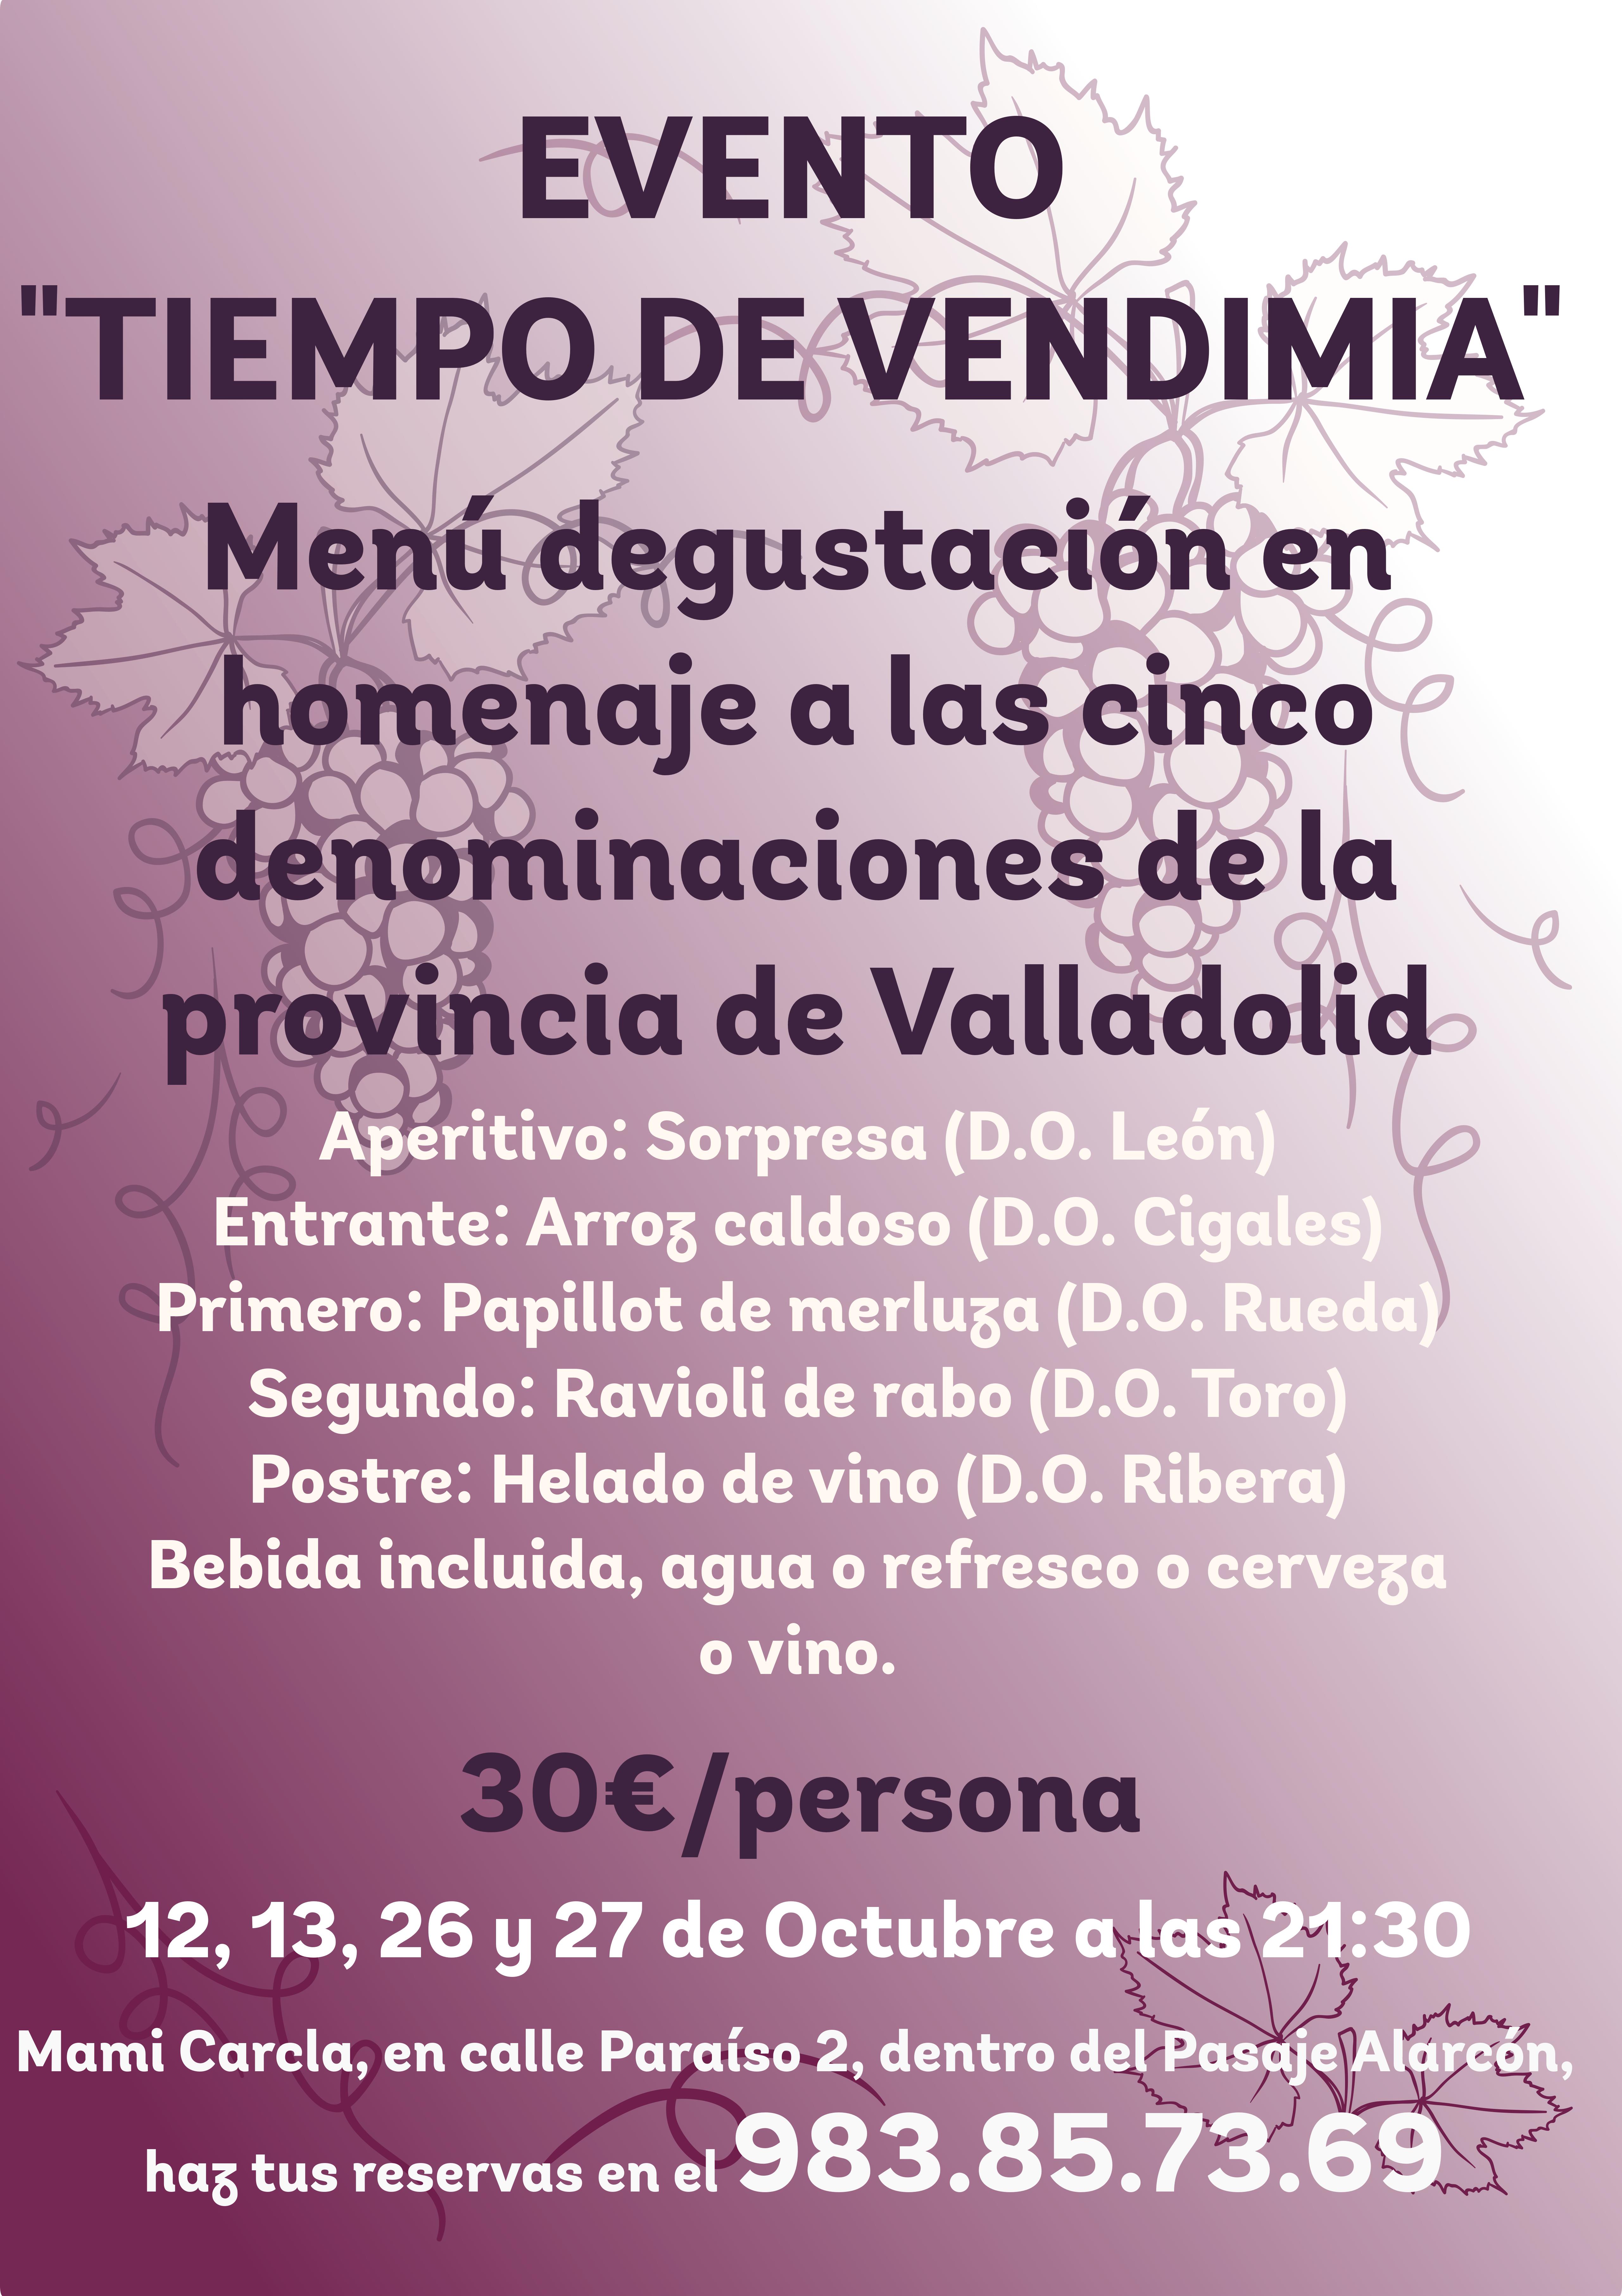 EVENTO
"TIEMPO DE VENDIMIA"
Menú degustación en
homenaje a las cinco
denominaciones de la
provincia de Valladolid
Aperitivo: Sorpresa (D.O. León)
Entrante: Arroz caldoso (D.O. Cigales)
Primero: Papillot de merluza (D.O. Rueda)
Segundo: Ravioli de rabo (D.O. Toro)
Postre: Helado de vino (D.O. Ribera)
Bebida incluida, agua o refresco o cerveza
o vino.
30€/persona
12, 13, 26 y 27 de Octubre a las 21:30
Mami Carcla, en calle Paraíso 2, dentro del Pasaje Alarcón,
haz tus reservas en el 983.85.73.69